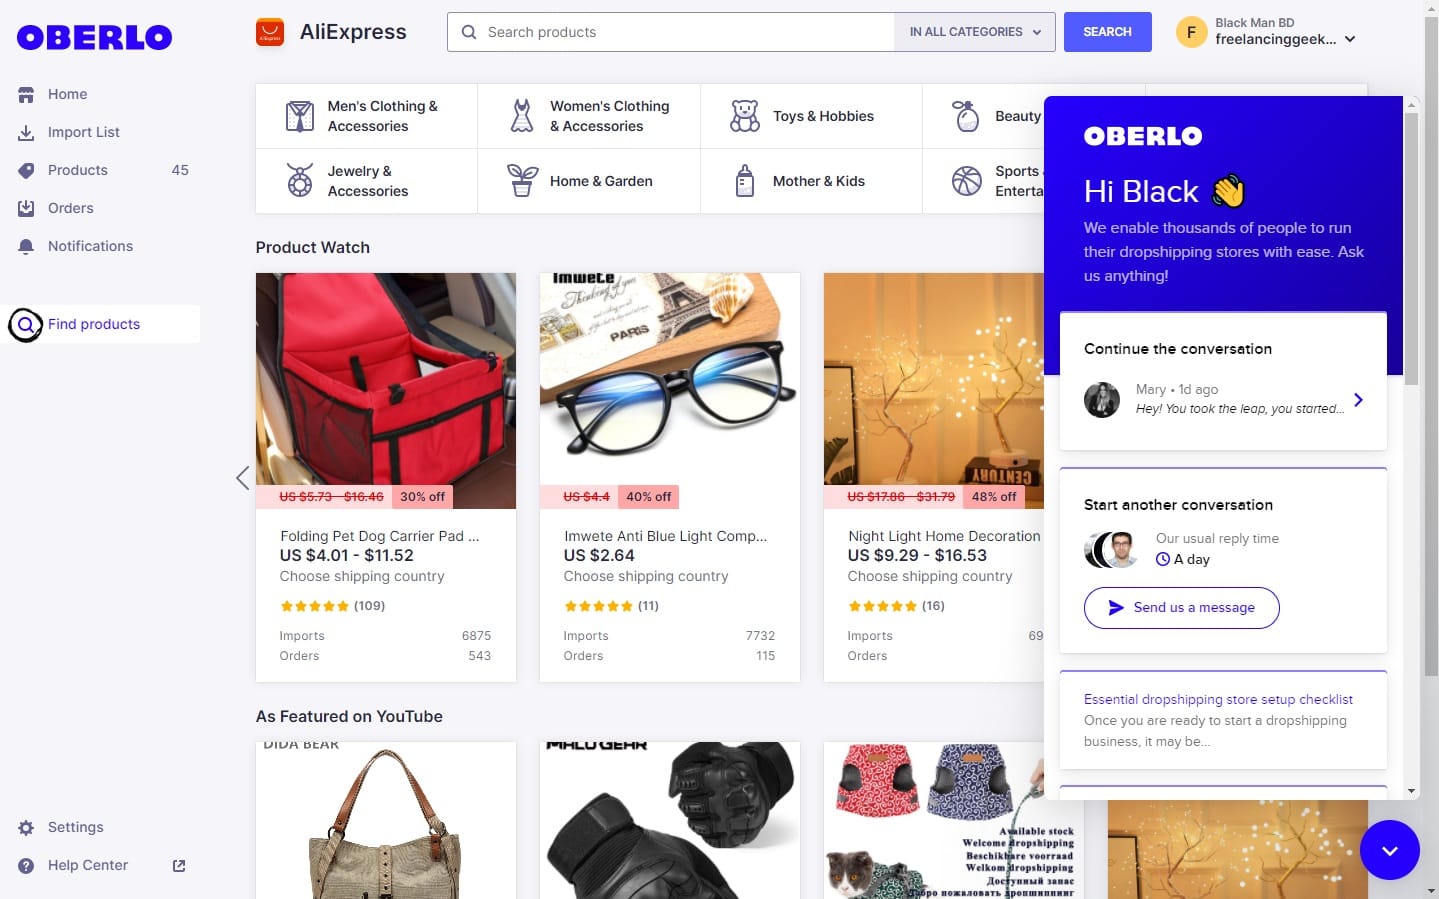 OBERLO
AliExpress
AliExpress
Search products
IN ALL CATEGORIES
SEARCH
F
Black Man BD
freelancinggeek...
Home
Import List
Products 45
Orders
Notifications
Find products
Settings
Help Center
Men's Clothing &
Accessories
Women's Clothing
& Accessories
Toys & Hobbies
Beauty
Jewelry &
Accessories
Home & Garden
Mother & Kids
Sports
Enterta
Product Watch
US $5.73 - $16.46 30% off
Folding Pet Dog Carrier Pad ...
US $4.01 - $11.52
Choose shipping country
(109)
Imports 6875
Orders 543
Imwete
Thinking of you
PARIS
US $4.4 40% off
Imwete Anti Blue Light Comp...
US $2.64
Choose shipping country
(11)
Imports 7732
Orders 115
CENTURY
US $17.86 - $31.79 48% off
Night Light Home Decoration
US $9.29 - $16.53
Choose shipping country
(16)
Imports 69
Orders
As Featured on YouTube
DIDA BEAR
MALU GEAR
Available stock
Welcome dropshipping
Beschikbare voorraad
Welkom dropshipping
Доступный запас
Добро пожаловать дропшиппинг
OBERLO
Hi Black
We enable thousands of people to run
their dropshipping stores with ease. Ask
us anything!
Continue the conversation
Mary • 1d ago
Hey! You took the leap, you started...
Start another conversation
Our usual reply time
A day
Send us a message
Essential dropshipping store setup checklist
Once you are ready to start a dropshipping
business, it may be...